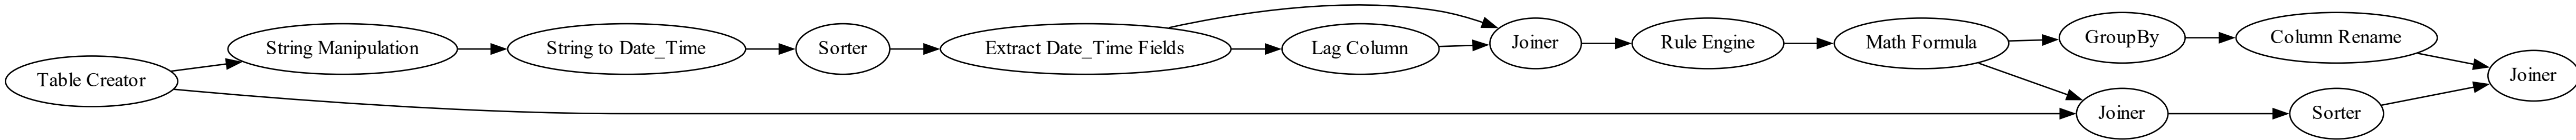 Table Creator
String Manipulation
String to Date_Time
Sorter
Extract Date_Time Fields
Lag Column
Joiner
Rule Engine
Math Formula
GroupBy
Column Rename
Joiner
Sorter
Joiner